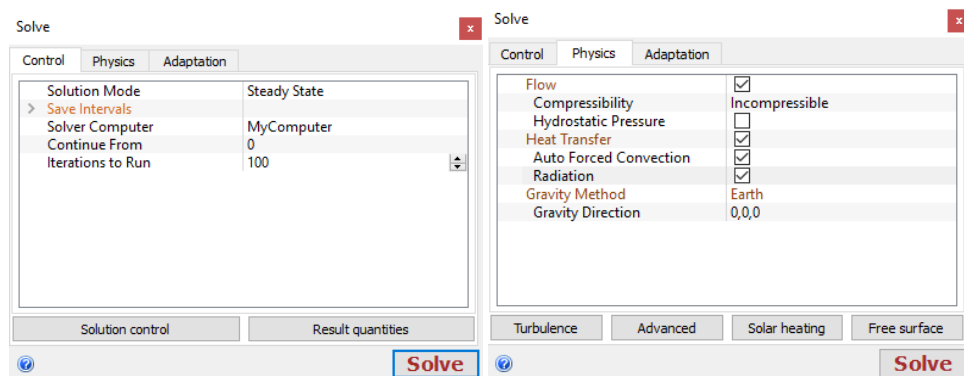 Solve
x
Control Physics Adaptation
Solution Mode Steady State
> Save Intervals
Solver Computer MyComputer
Continue From 0
Iterations to Run 100
Solution control Result quantities
? Solve
Solve
x
Control Physics Adaptation
Flow
Compressibility Incompressible
Hydrostatic Pressure
Heat Transfer
Auto Forced Convection
Radiation
Gravity Method Earth
Gravity Direction 0,0,0
Turbulence Advanced Solar heating Free surface
? Solve